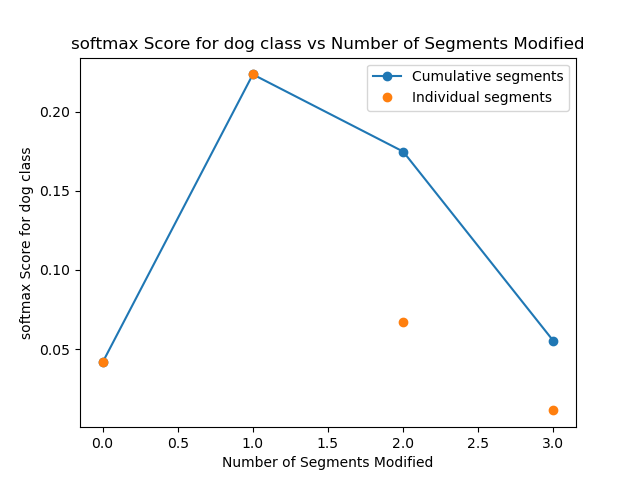 softmax Score for dog class vs Number of Segments Modified
Cumulative segments
Individual segments
softmax Score for dog class
0.20
0.15
0.10
0.05
0.0 0.5 1.0 1.5 2.0 2.5 3.0
Number of Segments Modified